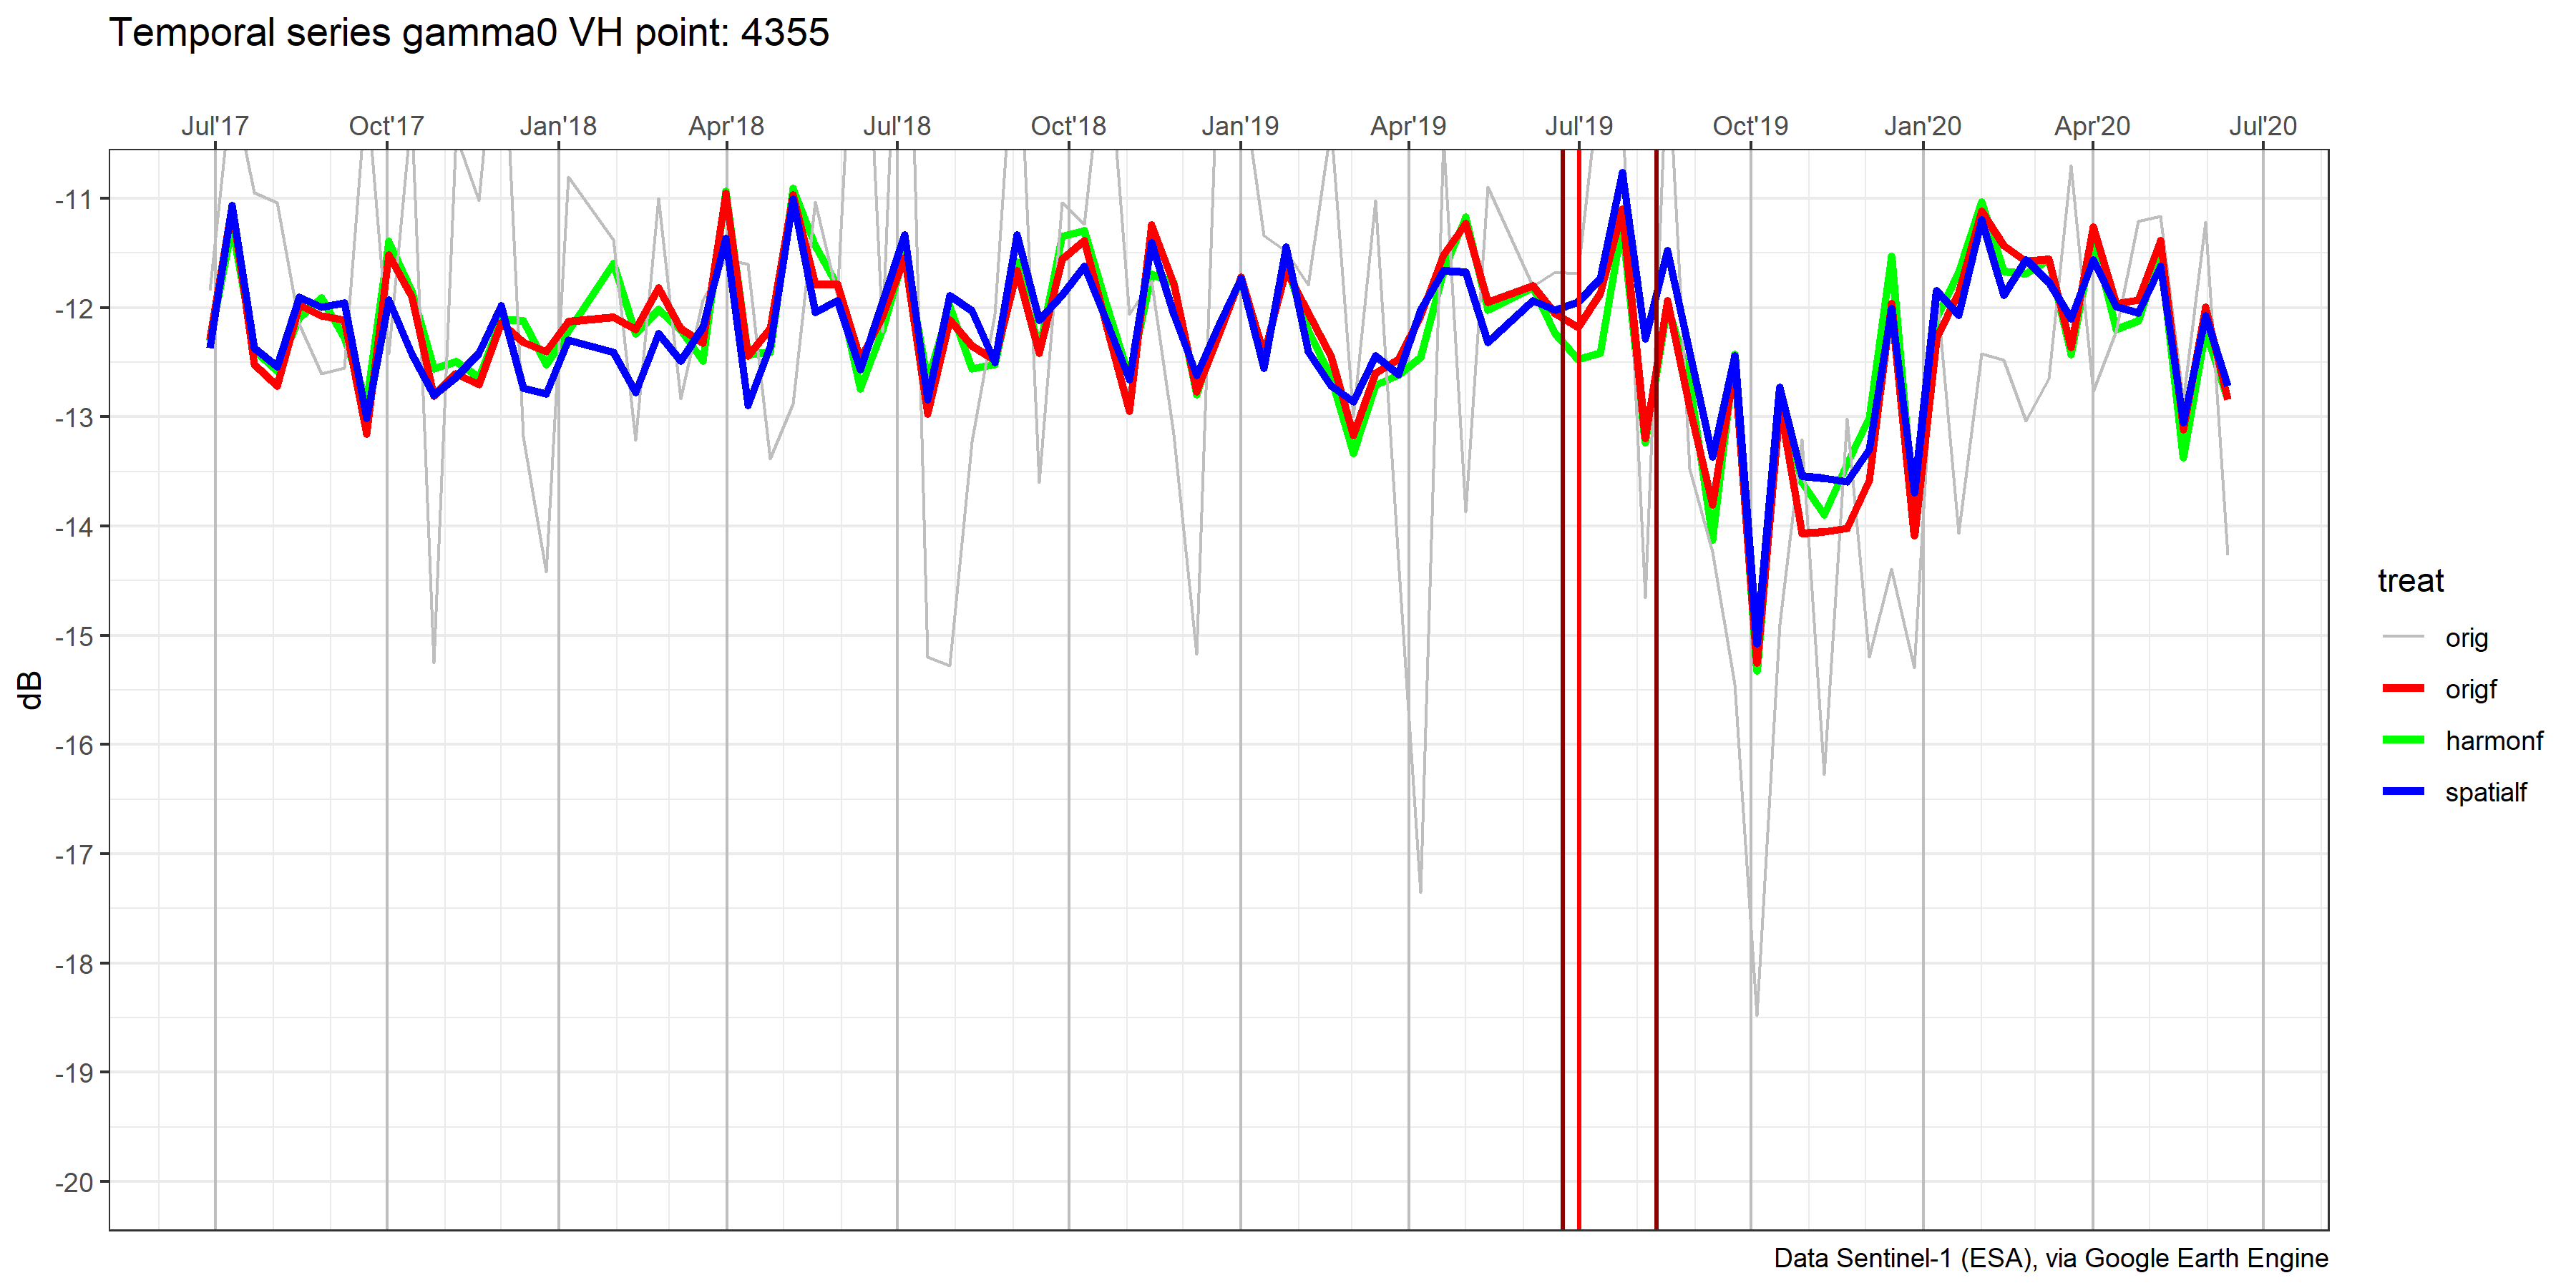 Temporal series gamma0 VH point: 4355
Jul'17 Oct'17 Jan'18 Apr'18 Jul'18 Oct'18 Jan'19 Apr'19 Jul'19 Oct'19 Jan'20 Apr'20 Jul'20
-11
-12
-13
-14
-15
-16
-17
-18
-19
-20
dB
treat
orig
origf
harmonf
spatialf
Data Sentinel-1 (ESA), via Google Earth Engine